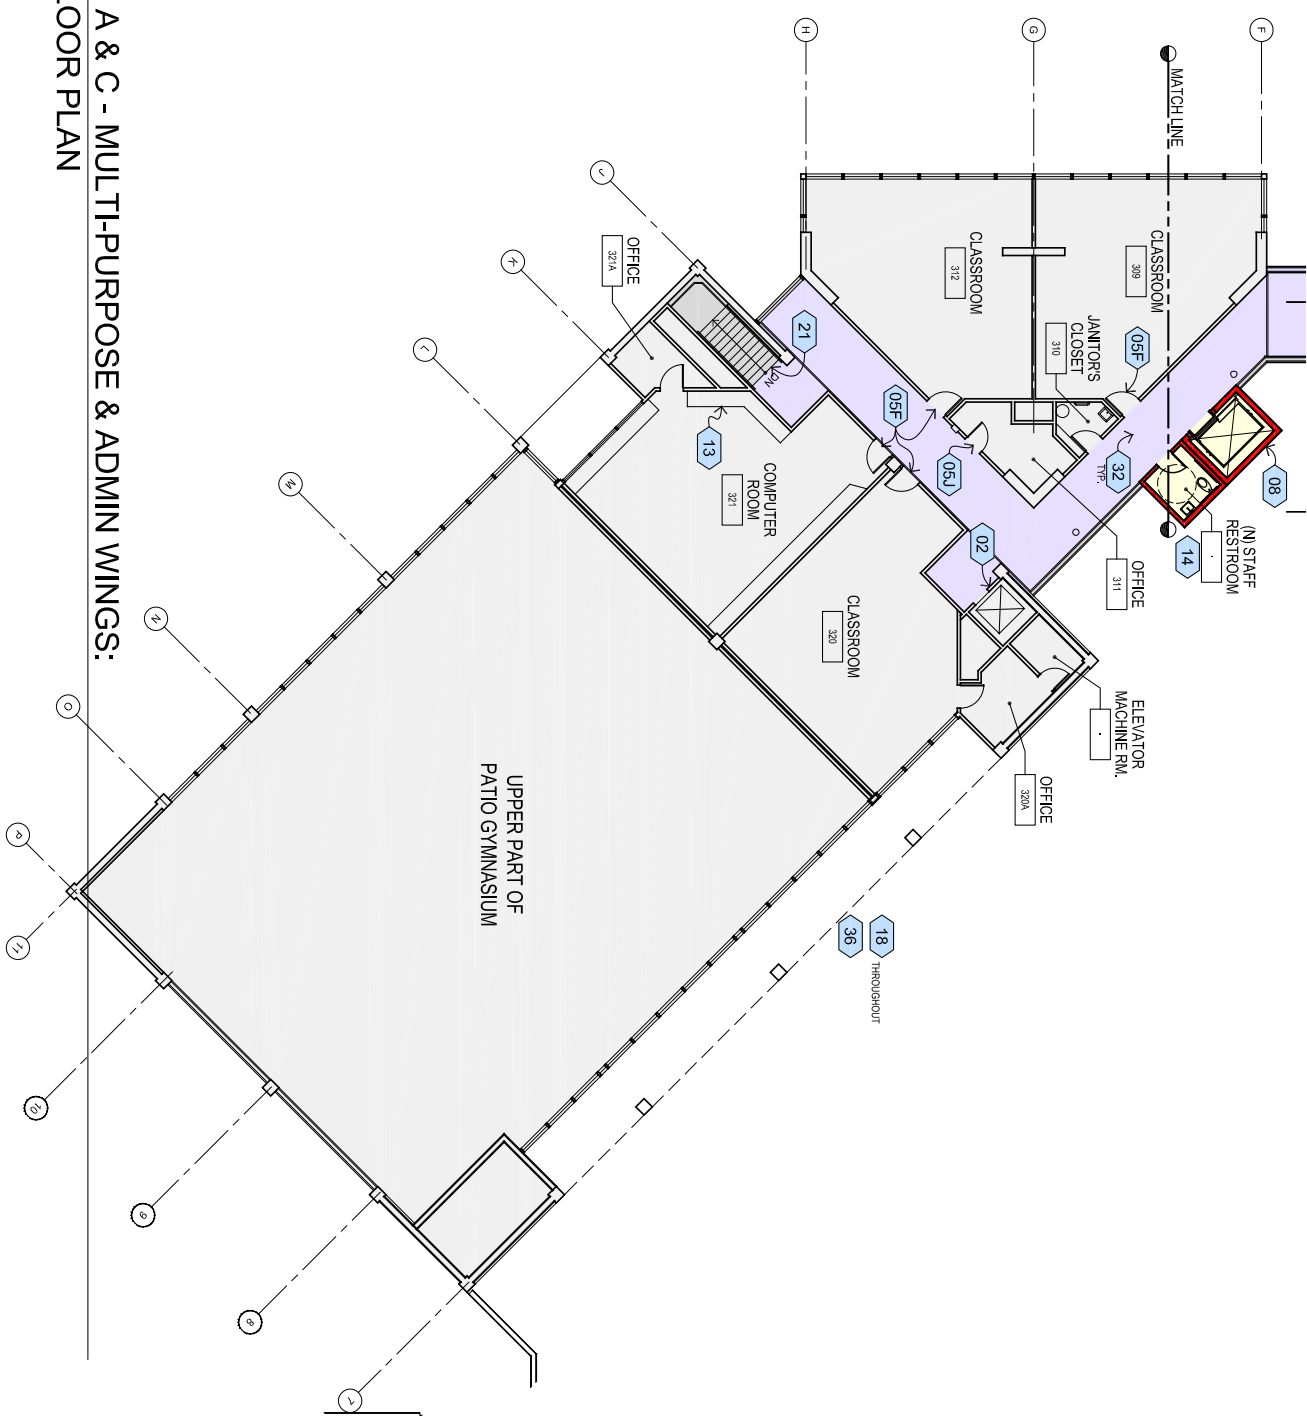 A & C - MULTI-PURPOSE & ADMIN WINGS:
LOOR PLAN
F
G
H
MATCH LINE
J
K
L
M
N
O
P
11
10
9
8
7
CLASSROOM
309
CLASSROOM
312
JANITOR'S
CLOSET
310
05F
OFFICE
321A
21
DN
05F
05J
32
TYP.
08
(N) STAFF
RESTROOM
.
14
13
COMPUTER
ROOM
321
02
OFFICE
311
CLASSROOM
320
ELEVATOR
MACHINE RM.
.
OFFICE
320A
UPPER PART OF
PATIO GYMNASIUM
18
THROUGHOUT
36